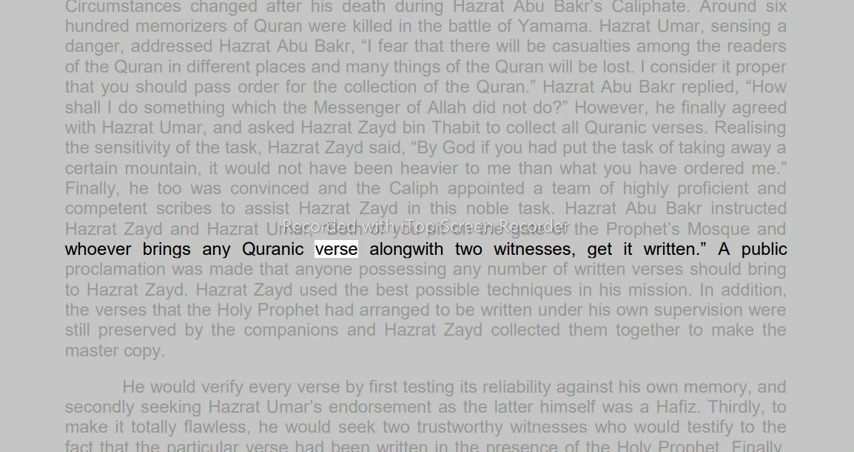 Circumstances changed after his death during Hazrat Abu Bakr’s Caliphate. Around six
hundred memorizers of Quran were killed in the battle of Yamama. Hazrat Umar, sensing a
danger, addressed Hazrat Abu Bakr, “I fear that there will be casualties among the readers
of the Quran in different places and many things of the Quran will be lost. I consider it proper
that you should pass order for the collection of the Quran.” Hazrat Abu Bakr replied, “How
shall I do something which the Messenger of Allah did not do?” However, he finally agreed
with Hazrat Umar, and asked Hazrat Zayd bin Thabit to collect all Quranic verses. Realising
the sensitivity of the task, Hazrat Zayd said, “By God if you had put the task of taking away a
certain mountain, it would not have been heavier to me than what you have ordered me.”
Finally, he too was convinced and the Caliph appointed a team of highly proficient and
competent scribes to assist Hazrat Zayd in this noble task. Hazrat Abu Bakr instructed
Recorded with iTop Screen Recorder
Hazrat Zayd and Hazrat Umar, the Prophet’s Mosque and
whoever brings any Quranic verse alongwith two witnesses, get it written.” A public
proclamation was made that anyone possessing any number of written verses should bring
to Hazrat Zayd. Hazrat Zayd used the best possible techniques in his mission. In addition,
the verses that the Holy Prophet had arranged to be written under his own supervision were
still preserved by the companions and Hazrat Zayd collected them together to make the
master copy.
He would verify every verse by first testing its reliability against his own memory, and
secondly seeking Hazrat Umar’s endorsement as the latter himself was a Hafiz. Thirdly, to
make it totally flawless, he would seek two trustworthy witnesses who would testify to the
fact that the particular verse had been written in the presence of the Holy Prophet. Finally,